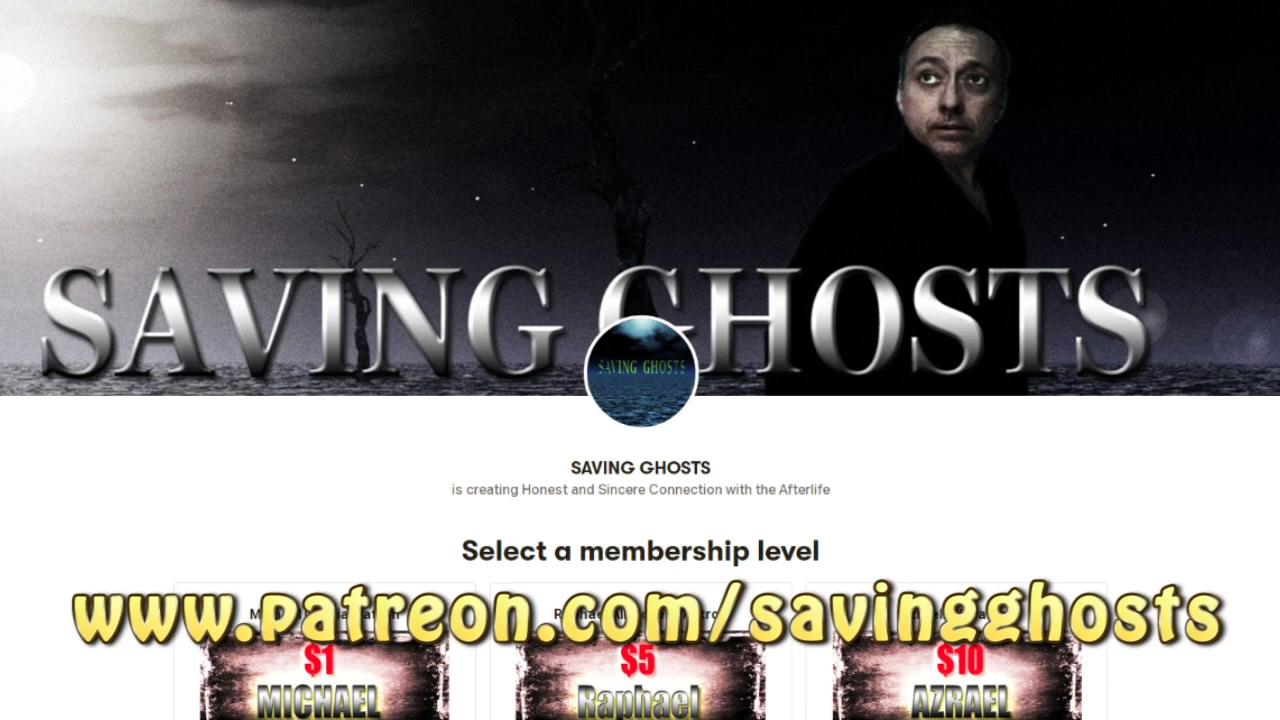 SAVING GHOSTS
SAVING GHOSTS
SAVING GHOSTS
is creating Honest and Sincere Connection with the Afterlife
Select a membership level
www.patreon.com/savingghosts
$1
$5
$10
MICHAEL
Raphael
AZRAEL